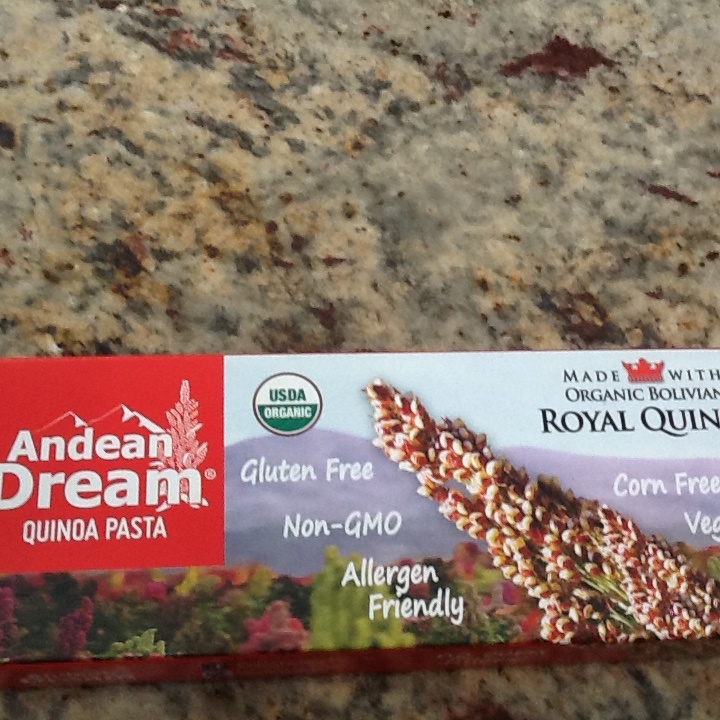 Andean
Dream®
QUINOA PASTA
USDA
ORGANIC
Gluten Free
Non-GMO
Allergen
Friendly
MADE WITH
ORGANIC BOLIVIAN
ROYAL QUIN
Corn Free
Veg